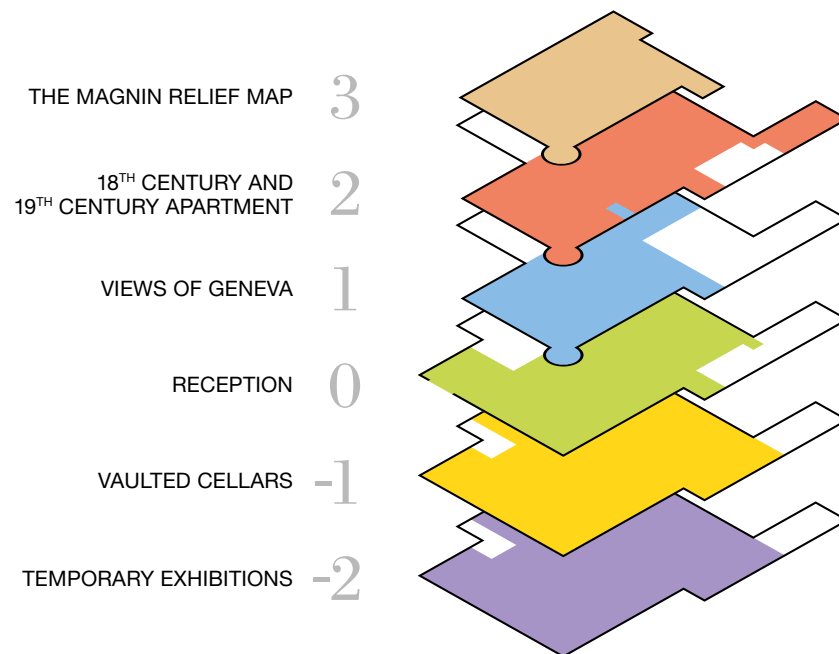 THE MAGNIN RELIEF MAP 3
18TH CENTURY AND
19TH CENTURY APARTMENT 2
VIEWS OF GENEVA 1
RECEPTION 0
VAULTED CELLARS -1
TEMPORARY EXHIBITIONS -2